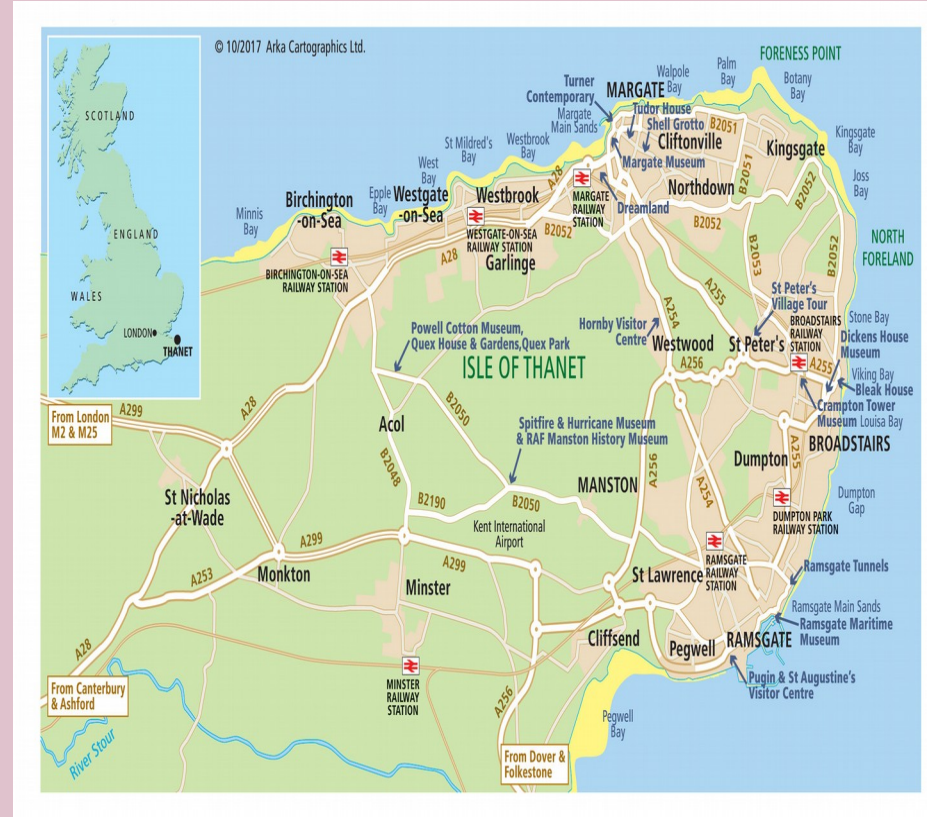 © 10/2017 Arka Cartographics Ltd.
SCOTLAND
ENGLAND
WALES
LONDON
THANET
FORENESS POINT
Turner
Contemporary
MARGATE
Walpole
Bay
Palm
Bay
Botany
Bay
Margate
Main Sands
Tudor House
Shell Grotto
B2051
Cliftonville
Kingsgate
Kingsgate
Bay
Margate Museum
B2051
B2052
Joss
Bay
St Mildred's
Bay
Westbrook
Bay
West
Bay
Epple
Bay
Minnis
Bay
Birchington
-on-Sea
Westgate
-on-Sea
Westbrook
A28
MARGATE
RAILWAY
STATION
Dreamland
Northdown
B2052
B2052
WESTGATE-ON-SEA
RAILWAY STATION
Garlinge
A28
B2052
B2053
NORTH
FORELAND
BIRCHINGTON-ON-SEA
RAILWAY STATION
A254
A255
St Peter's
Village Tour
BROADSTAIRS
RAILWAY
STATION
Stone Bay
Dickens House
Museum
Powell Cotton Museum,
Quex House & Gardens,Quex Park
Hornby Visitor
Centre
Westwood
St Peter's
A256
A255
Viking Bay
Bleak House
ISLE OF THANET
Crampton Tower
Museum
Louisa Bay
From London
M2 & M25
A299
A28
B2050
Acol
Spitfire & Hurricane Museum
& RAF Manston History Museum
BROADSTAIRS
A255
Dumpton
A256
A254
B2048
MANSTON
St Nicholas
-at-Wade
B2190
B2050
Kent International
Airport
Dumpton
Gap
DUMPTON PARK
RAILWAY STATION
A299
A299
Monkton
A253
Minster
St Lawrence
RAMSGATE
RAILWAY
STATION
Ramsgate Tunnels
Ramsgate Main Sands
Ramsgate Maritime
Museum
Cliffsend
Pegwell
RAMSGATE
A28
MINSTER
RAILWAY
STATION
Pugin & St Augustine's
Visitor Centre
From Canterbury
& Ashford
A256
Pegwell
Bay
River Stour
From Dover &
Folkestone